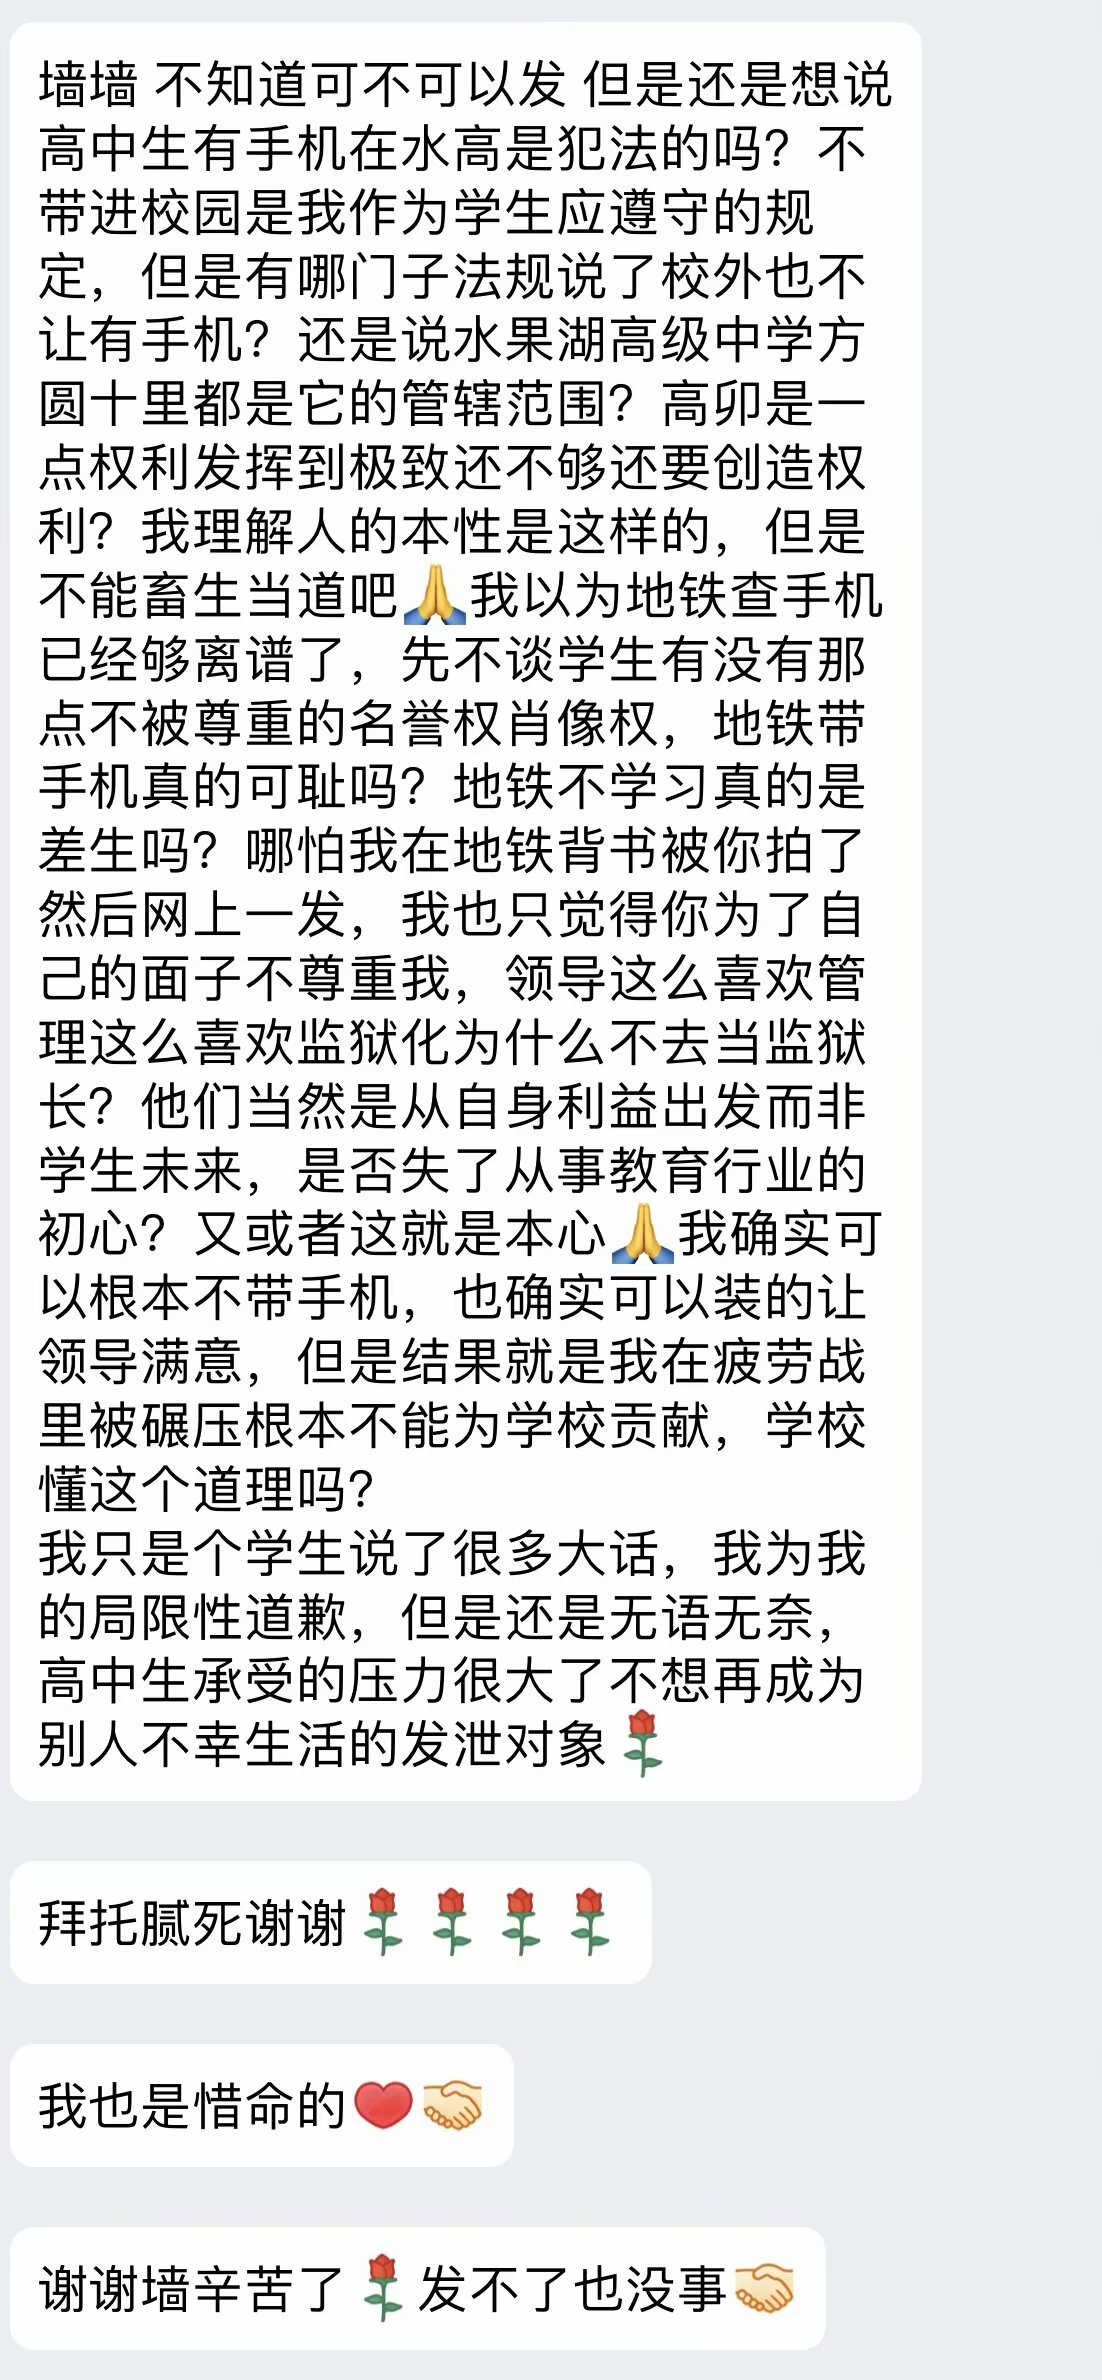 墙墙 不知道可不可以发 但是还是想说
高中生有手机在水高是犯法的吗？不
带进校园是我作为学生应遵守的规
定，但是有哪门子法规说了校外也不
让有手机？还是说水果湖高级中学方
圆十里都是它的管辖范围？高卯是一
点权利发挥到极致还不够还要创造权
利？我理解人的本性是这样的，但是
不能畜生当道吧🙏我以为地铁查手机
已经够离谱了，先不谈学生有没有那
点不被尊重的名誉权肖像权，地铁带
手机真的可耻吗？地铁不学习真的是
差生吗？哪怕我在地铁背书被你拍了
然后网上一发，我也只觉得你为了自
己的面子不尊重我，领导这么喜欢管
理这么喜欢监狱化为什么不去当监狱
长？他们当然是从自身利益出发而非
学生未来，是否失了从事教育行业的
初心？又或者这就是本心🙏我确实可
以根本不带手机，也确实可以装的让
领导满意，但是结果就是我在疲劳战
里被碾压根本不能为学校贡献，学校
懂这个道理吗？
我只是个学生说了很多大话，我为我
的局限性道歉，但是还是无语无奈，
高中生承受的压力很大了不想再成为
别人不幸生活的发泄对象🌹
拜托腻死谢谢🌹🌹🌹🌹
我也是惜命的❤️🤝
谢谢墙辛苦了🌹发不了也没事🤝